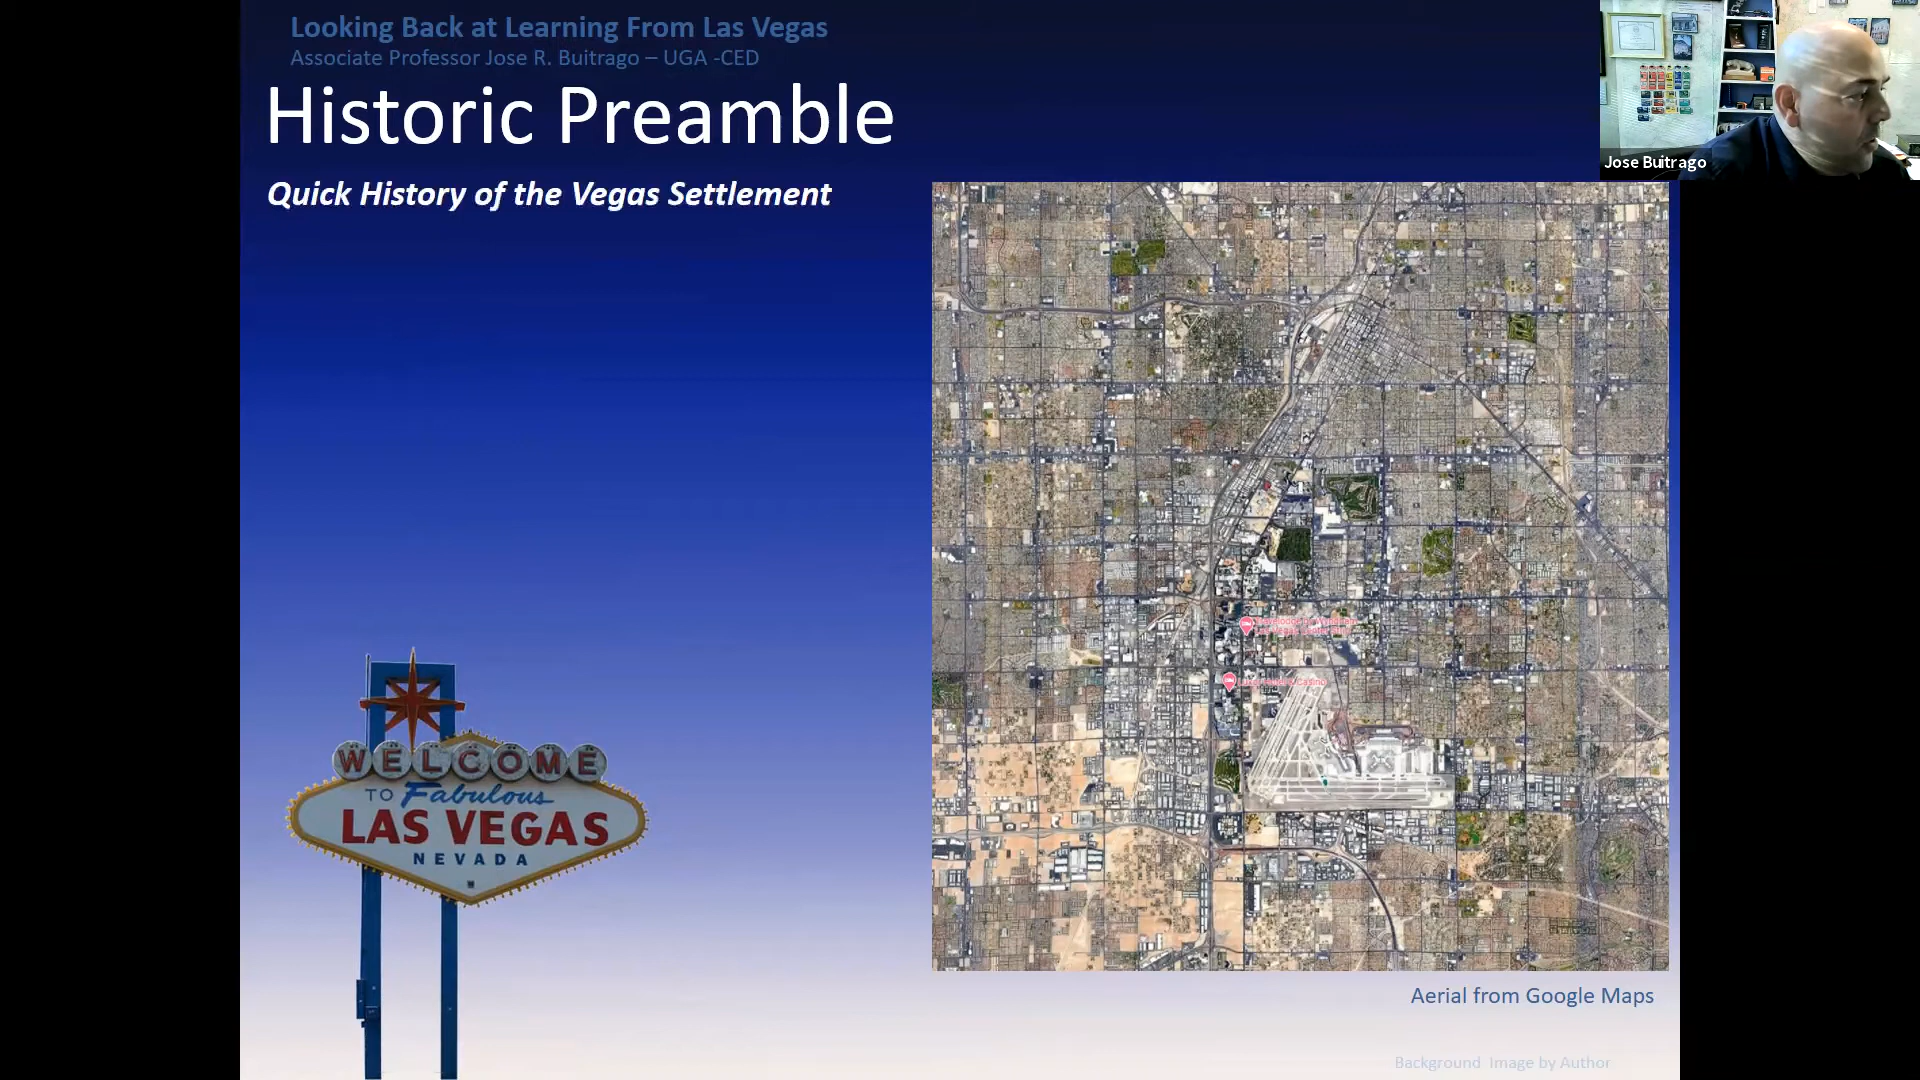 Looking Back at Learning From Las Vegas
Associate Professor Jose R. Buitrago – UGA -CED
Historic Preamble
Quick History of the Vegas Settlement
Jose Buitrago
WELCOME
TO Fabulous
LAS VEGAS
NEVADA
Aerial from Google Maps
Background Image by Author